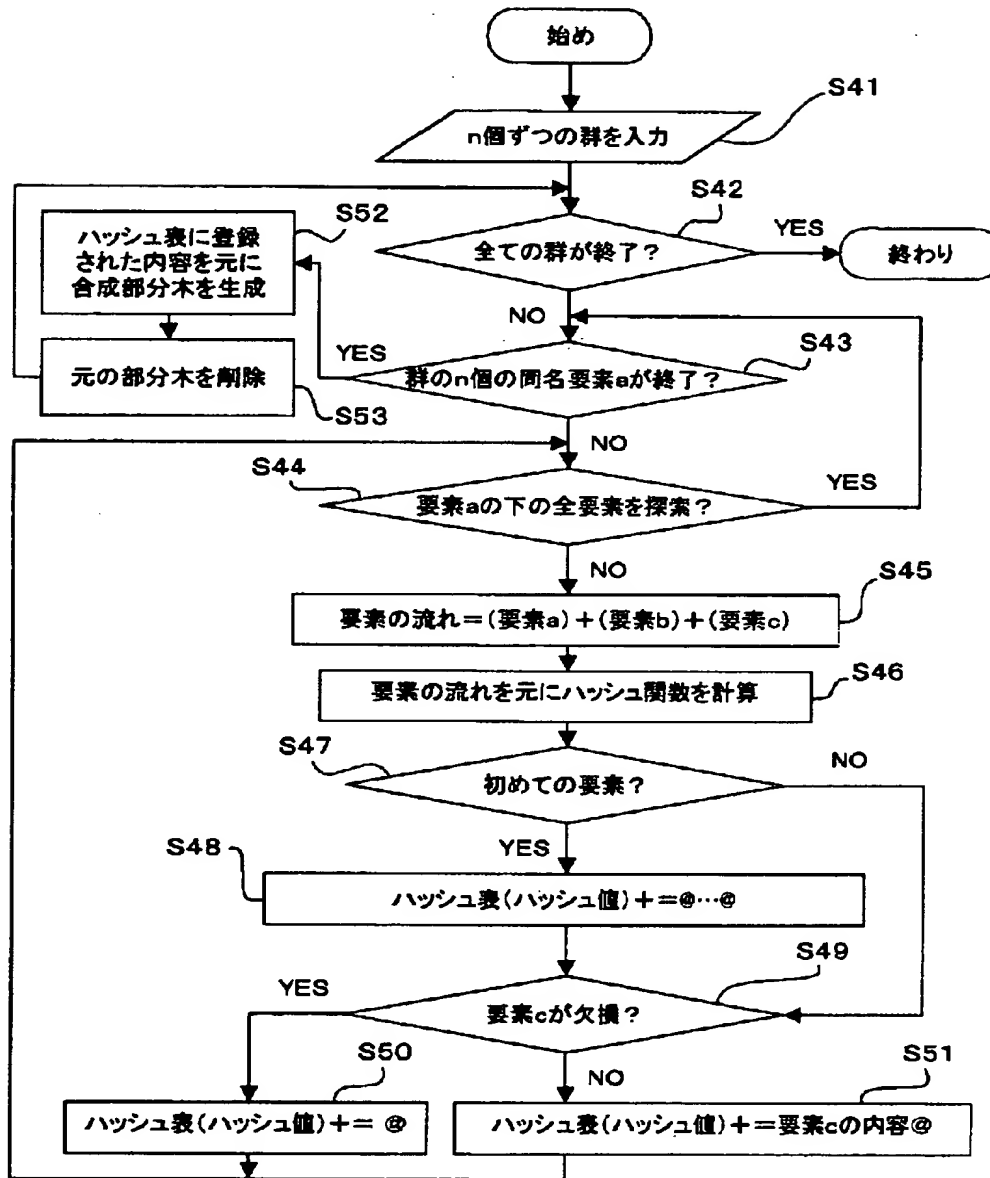 始め
S41
n個ずつの群を入力
S42
全ての群が終了？
YES
終わり
S52
ハッシュ表に登録
された内容を元に
合成部分木を生成
NO
S43
YES
群のn個の同名要素aが終了？
元の部分木を削除
S53
NO
S44
要素aの下の全要素を探索？
YES
NO
S45
要素の流れ＝(要素a)＋(要素b)＋(要素c)
S46
要素の流れを元にハッシュ関数を計算
S47
初めての要素？
NO
YES
S48
ハッシュ表(ハッシュ値)＋＝@…@
S49
YES
要素cが欠損？
S50
NO
S51
ハッシュ表(ハッシュ値)＋＝ @
ハッシュ表(ハッシュ値)＋＝要素cの内容@